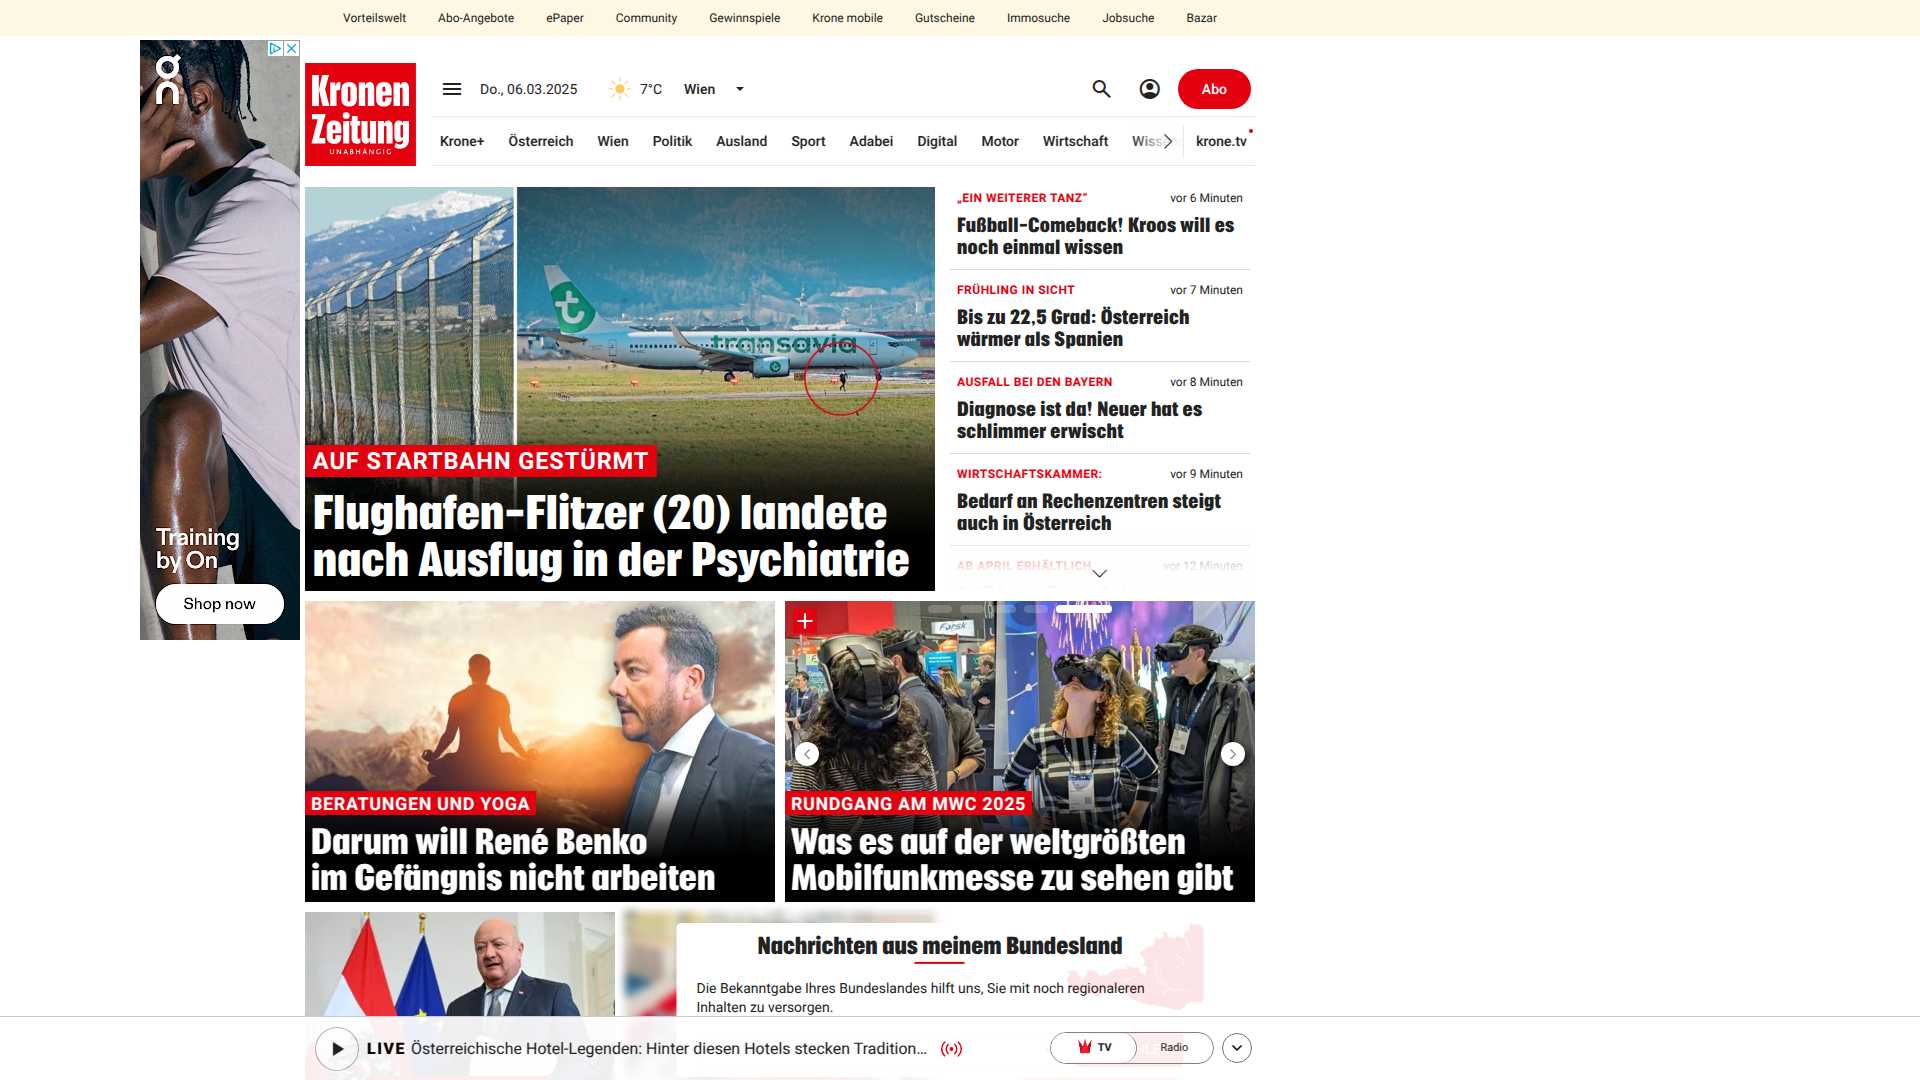 Vorteilswelt Abo-Angebote ePaper Community Gewinnspiele Krone mobile Gutscheine Immosuche Jobsuche Bazar
Kronen
Zeitung
UNABHÄNGIG
Do., 06.03.2025 7°C Wien Abo
Krone+ Österreich Wien Politik Ausland Sport Adabei Digital Motor Wirtschaft krone.tv
on
Training
by On
Shop now
transavia
AUF STARTBAHN GESTÜRMT
Flughafen-Flitzer (20) landete
nach Ausflug in der Psychiatrie
„EIN WEITERER TANZ“ vor 6 Minuten
Fußball-Comeback! Kroos will es
noch einmal wissen
FRÜHLING IN SICHT vor 7 Minuten
Bis zu 22,5 Grad: Österreich
wärmer als Spanien
AUSFALL BEI DEN BAYERN vor 8 Minuten
Diagnose ist da! Neuer hat es
schlimmer erwischt
WIRTSCHAFTSKAMMER: vor 9 Minuten
Bedarf an Rechenzentren steigt
auch in Österreich
AB APRIL ERHÄLTLICH vor 12 Minuten
BERATUNGEN UND YOGA
Darum will René Benko
im Gefängnis nicht arbeiten
Farsk
RUNDGANG AM MWC 2025
Was es auf der weltgrößten
Mobilfunkmesse zu sehen gibt
Nachrichten aus meinem Bundesland
Die Bekanntgabe Ihres Bundeslandes hilft uns, Sie mit noch regionaleren
Inhalten zu versorgen.
LIVE Österreichische Hotel-Legenden: Hinter diesen Hotels stecken Tradition... TV Radio